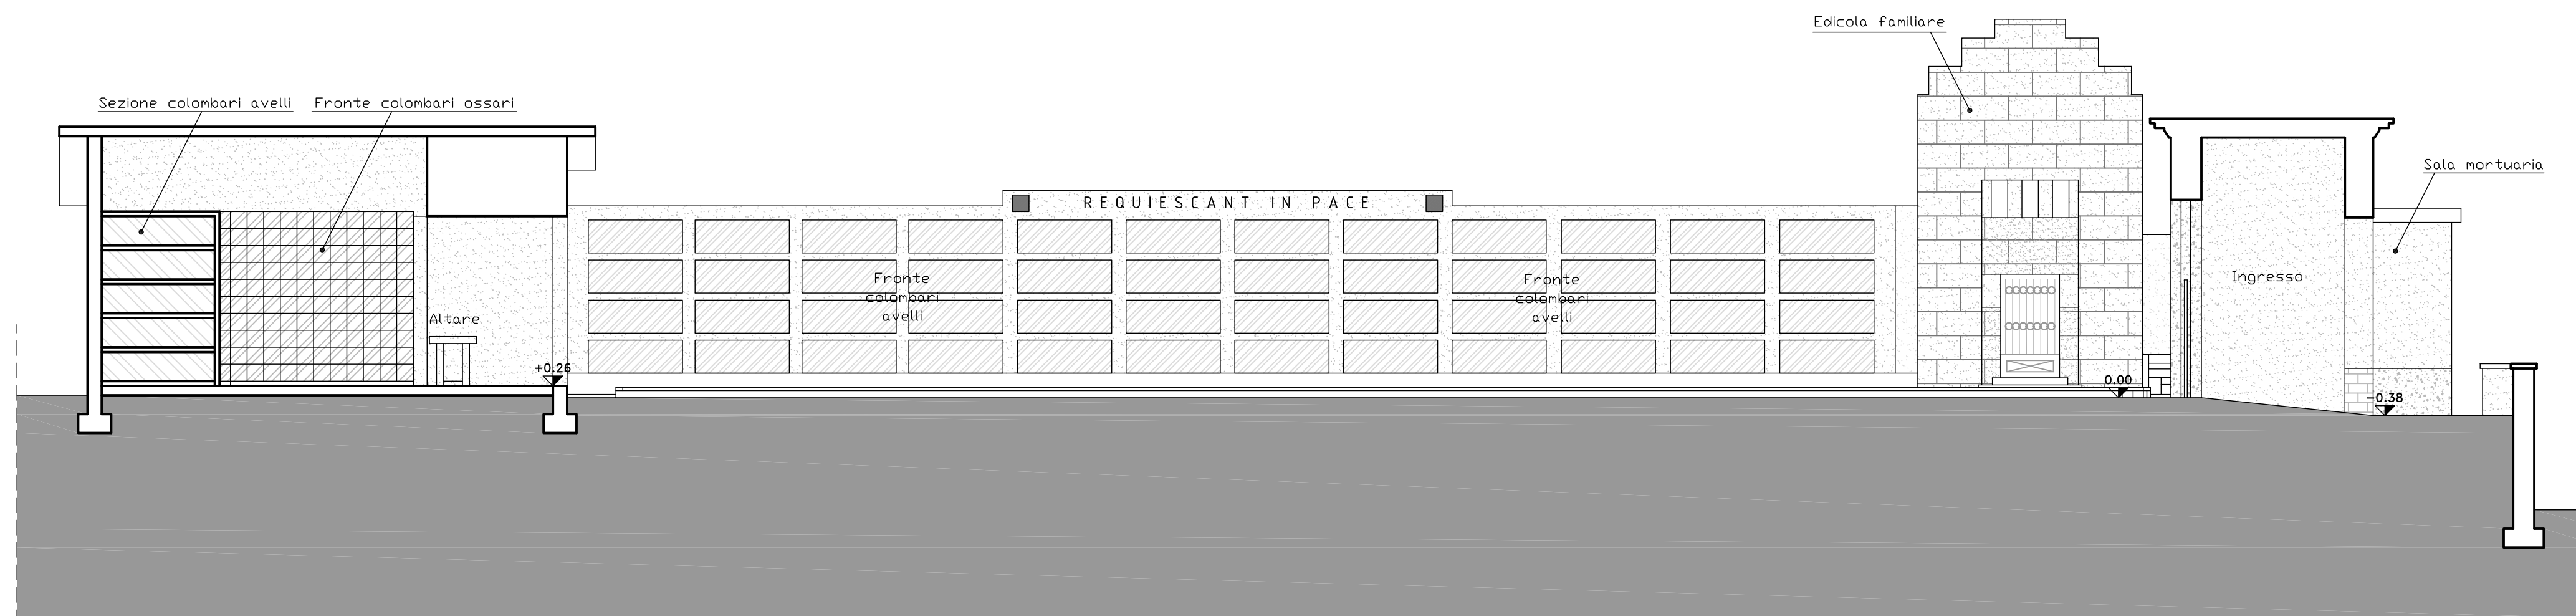 Edicola familiare
Sezione colombari avelli
Fronte colombari ossari
Sala mortuaria
REQUIESCANT IN PACE
Fronte
colombari
avelli
Fronte
colombari
avelli
Ingresso
Altare
+0.26
0.00
-0.38